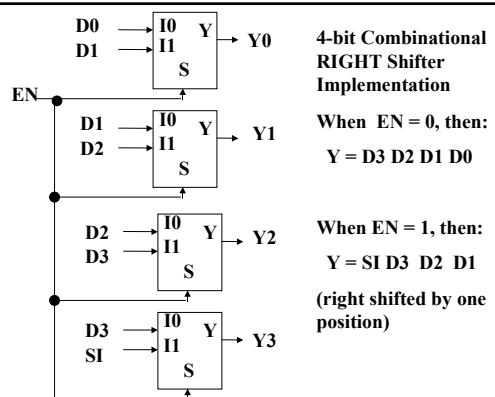 D0 I0 Y Y0
D1 I1
S
EN
D1 I0 Y Y1
D2 I1
S
D2 I0 Y Y2
D3 I1
S
D3 I0 Y Y3
SI I1
S
4-bit Combinational
RIGHT Shifter
Implementation
When EN = 0, then:
Y = D3 D2 D1 D0
When EN = 1, then:
Y = SI D3 D2 D1
(right shifted by one
position)